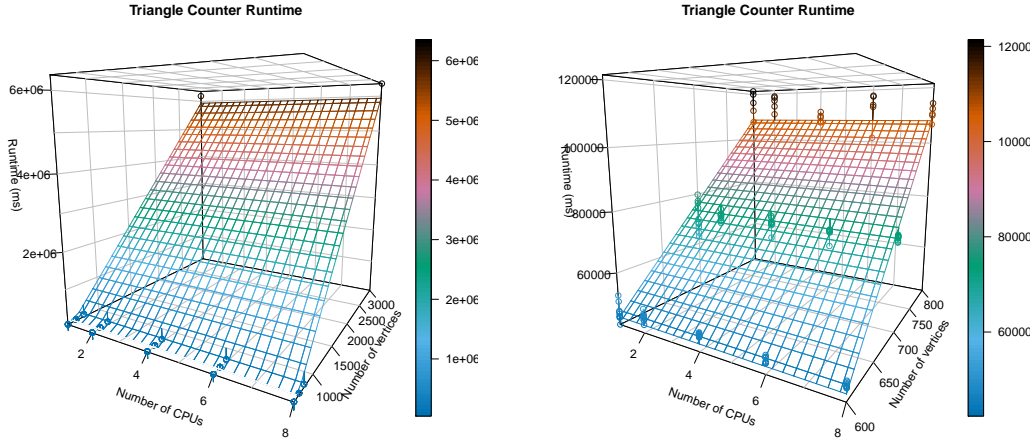 Triangle Counter Runtime
6e+06
4e+06
2e+06
Runtime (ms)
2
4
6
8
Number of CPUs
1000
1500
2000
2500
3000
Number of vertices
6e+06
5e+06
4e+06
3e+06
2e+06
1e+06
Triangle Counter Runtime
120000
100000
80000
60000
Runtime (ms)
2
4
6
8
Number of CPUs
600
650
700
750
800
Number of vertices
12000
10000
80000
60000